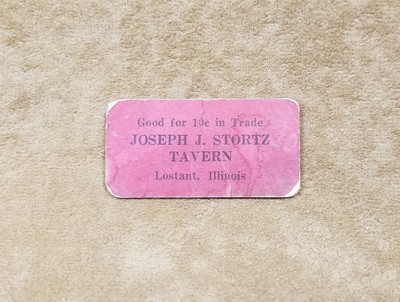 Good for 10c in Trade
JOSEPH J. STORTZ
TAVERN
Lostant, Illinois